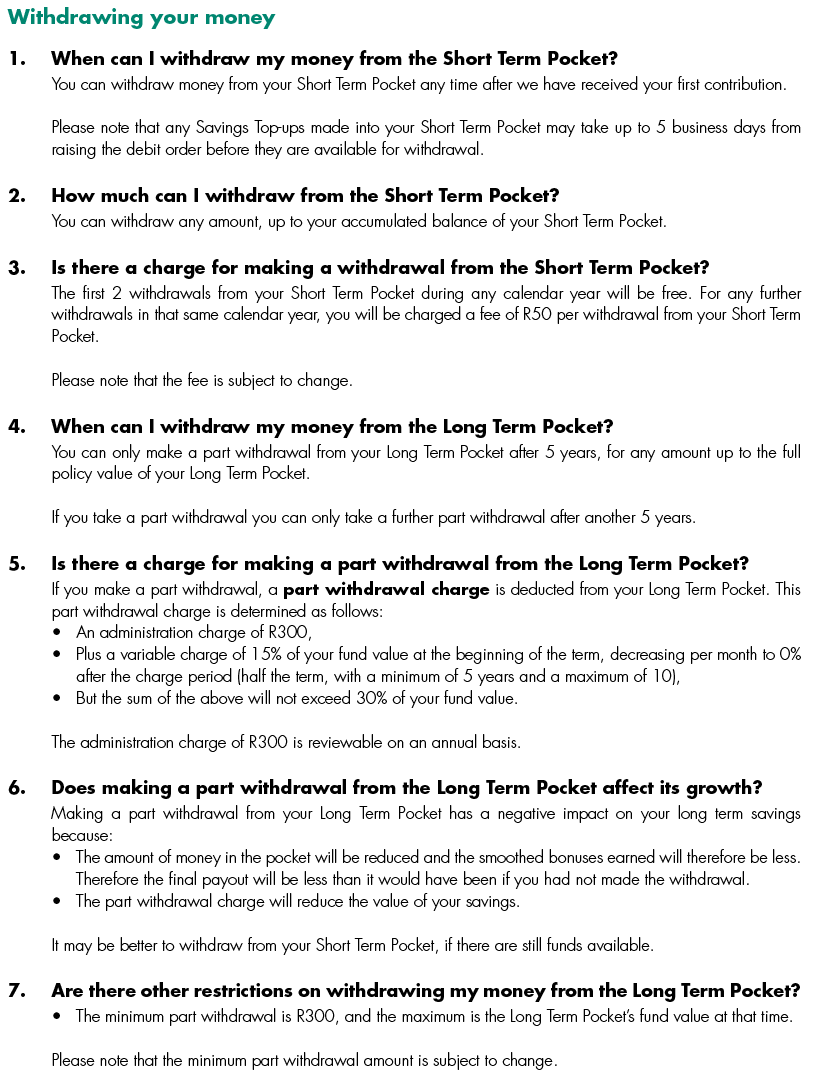 Withdrawing your money
1. When can I withdraw my money from the Short Term Pocket?
You can withdraw money from your Short Term Pocket any time after we have received your first contribution.
Please note that any Savings Top-ups made into your Short Term Pocket may take up to 5 business days from
raising the debit order before they are available for withdrawal.
2. How much can I withdraw from the Short Term Pocket?
You can withdraw any amount, up to your accumulated balance of your Short Term Pocket.
3. Is there a charge for making a withdrawal from the Short Term Pocket?
The first 2 withdrawals from your Short Term Pocket during any calendar year will be free. For any further
withdrawals in that same calendar year, you will be charged a fee of R50 per withdrawal from your Short Term
Pocket.
Please note that the fee is subject to change.
4. When can I withdraw my money from the Long Term Pocket?
You can only make a part withdrawal from your Long Term Pocket after 5 years, for any amount up to the full
policy value of your Long Term Pocket.
If you take a part withdrawal you can only take a further part withdrawal after another 5 years.
5. Is there a charge for making a part withdrawal from the Long Term Pocket?
If you make a part withdrawal, a part withdrawal charge is deducted from your Long Term Pocket. This
part withdrawal charge is determined as follows:
• An administration charge of R300,
• Plus a variable charge of 15% of your fund value at the beginning of the term, decreasing per month to 0%
after the charge period (half the term, with a minimum of 5 years and a maximum of 10),
• But the sum of the above will not exceed 30% of your fund value.
The administration charge of R300 is reviewable on an annual basis.
6. Does making a part withdrawal from the Long Term Pocket affect its growth?
Making a part withdrawal from your Long Term Pocket has a negative impact on your long term savings
because:
• The amount of money in the pocket will be reduced and the smoothed bonuses earned will therefore be less.
Therefore the final payout will be less than it would have been if you had not made the withdrawal.
• The part withdrawal charge will reduce the value of your savings.
It may be better to withdraw from your Short Term Pocket, if there are still funds available.
7. Are there other restrictions on withdrawing my money from the Long Term Pocket?
• The minimum part withdrawal is R300, and the maximum is the Long Term Pocket's fund value at that time.
Please note that the minimum part withdrawal amount is subject to change.